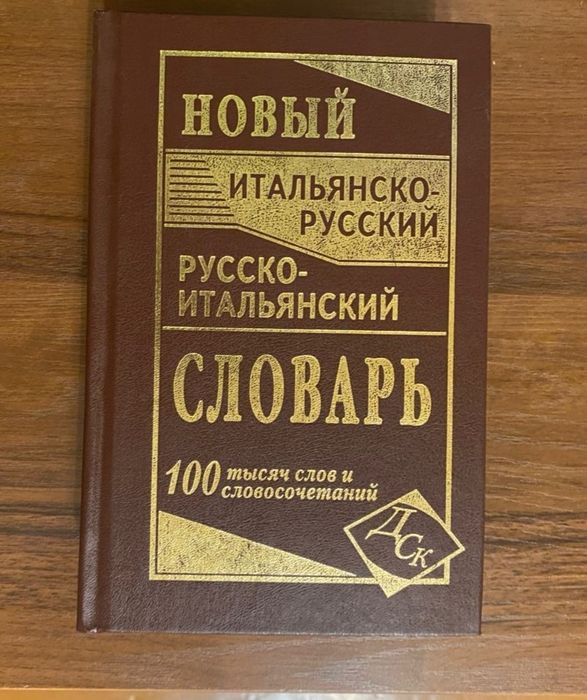 НОВЫЙ
ИТАЛЬЯНСКО-
РУССКИЙ
РУССКО-
ИТАЛЬЯНСКИЙ
СЛОВАРЬ
100 тысяч слов и
словосочетаний
ДСК